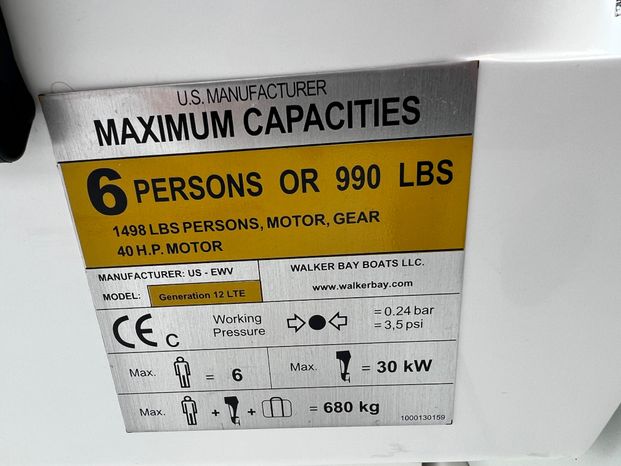 U.S. MANUFACTURER
MAXIMUM CAPACITIES
6 PERSONS OR 990 LBS
1498 LBS PERSONS, MOTOR, GEAR
40 H.P. MOTOR
MANUFACTURER: US - EWV
WALKER BAY BOATS LLC.
MODEL: Generation 12 LTE
www.walkerbay.com
CE C
Working Pressure = 0.24 bar
= 3,5 psi
Max. = 6
Max. = 30 kW
Max. + + = 680 kg
1000130159